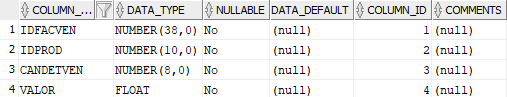 COLUMN_... DATA_TYPE NULLABLE DATA_DEFAULT COLUMN_ID COMMENTS
1 IDFACVEN NUMBER(38,0) No (null) 1 (null)
2 IDPROD NUMBER(10,0) No (null) 2 (null)
3 CANDETVEN NUMBER(8,0) No (null) 3 (null)
4 VALOR FLOAT No (null) 4 (null)